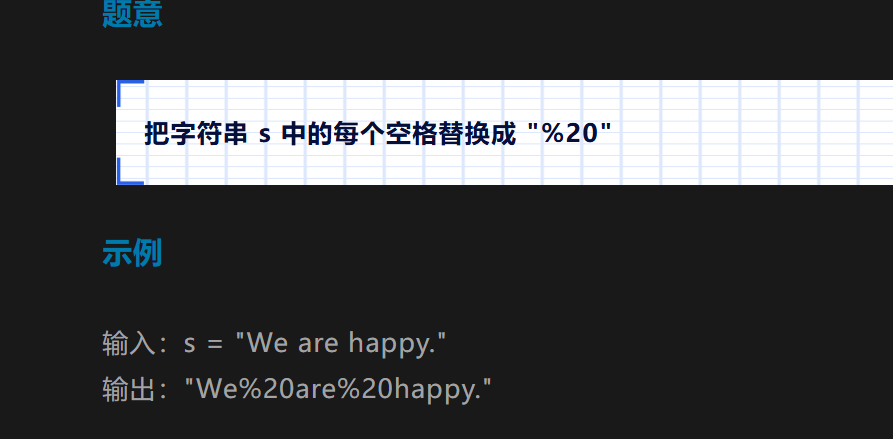 题意
把字符串 s 中的每个空格替换成 "%20"
示例
输入：s = "We are happy."
输出："We%20are%20happy."